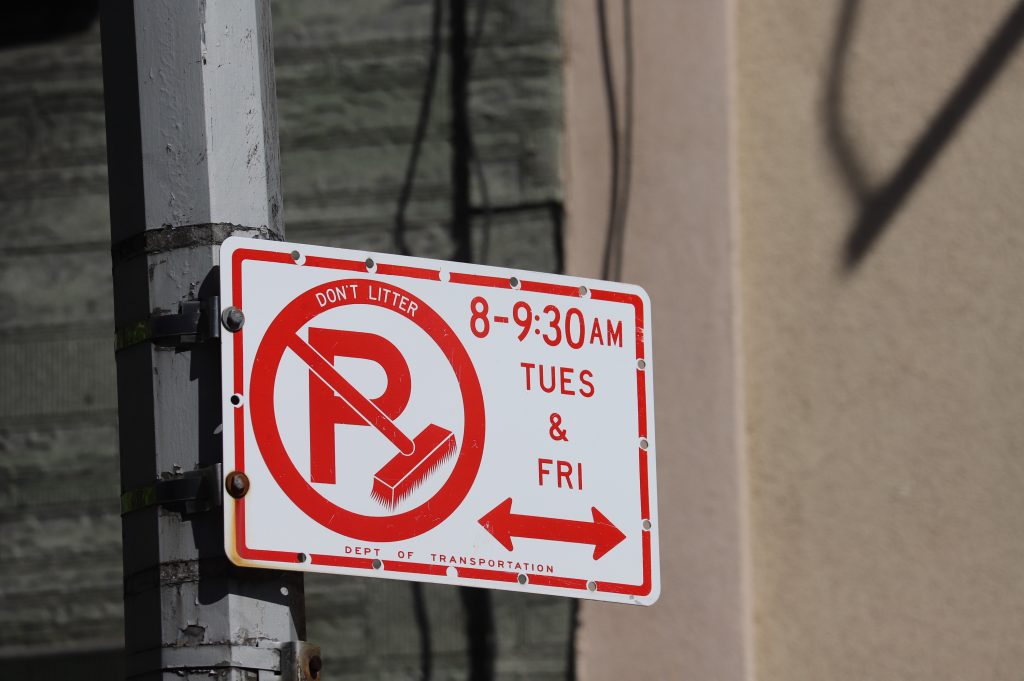 DON'T LITTER
P
8-9:30AM
TUES
&
FRI
DEPT OF TRANSPORTATION